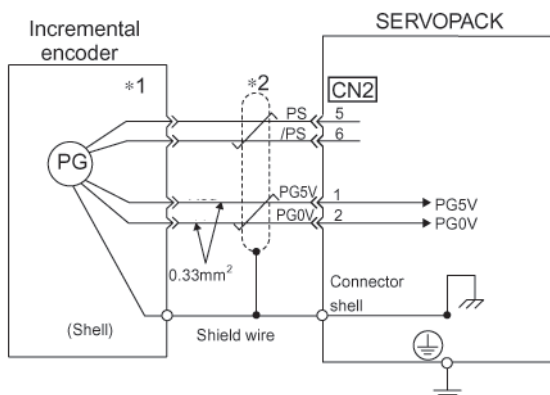 SERVOPACK
Incremental
encoder
*1
*2
CN2
PS 5
/PS 6
PG
PG5V 1
PG0V 2
PG5V
PG0V
0.33mm²
Connector
shell
(Shell)
Shield wire